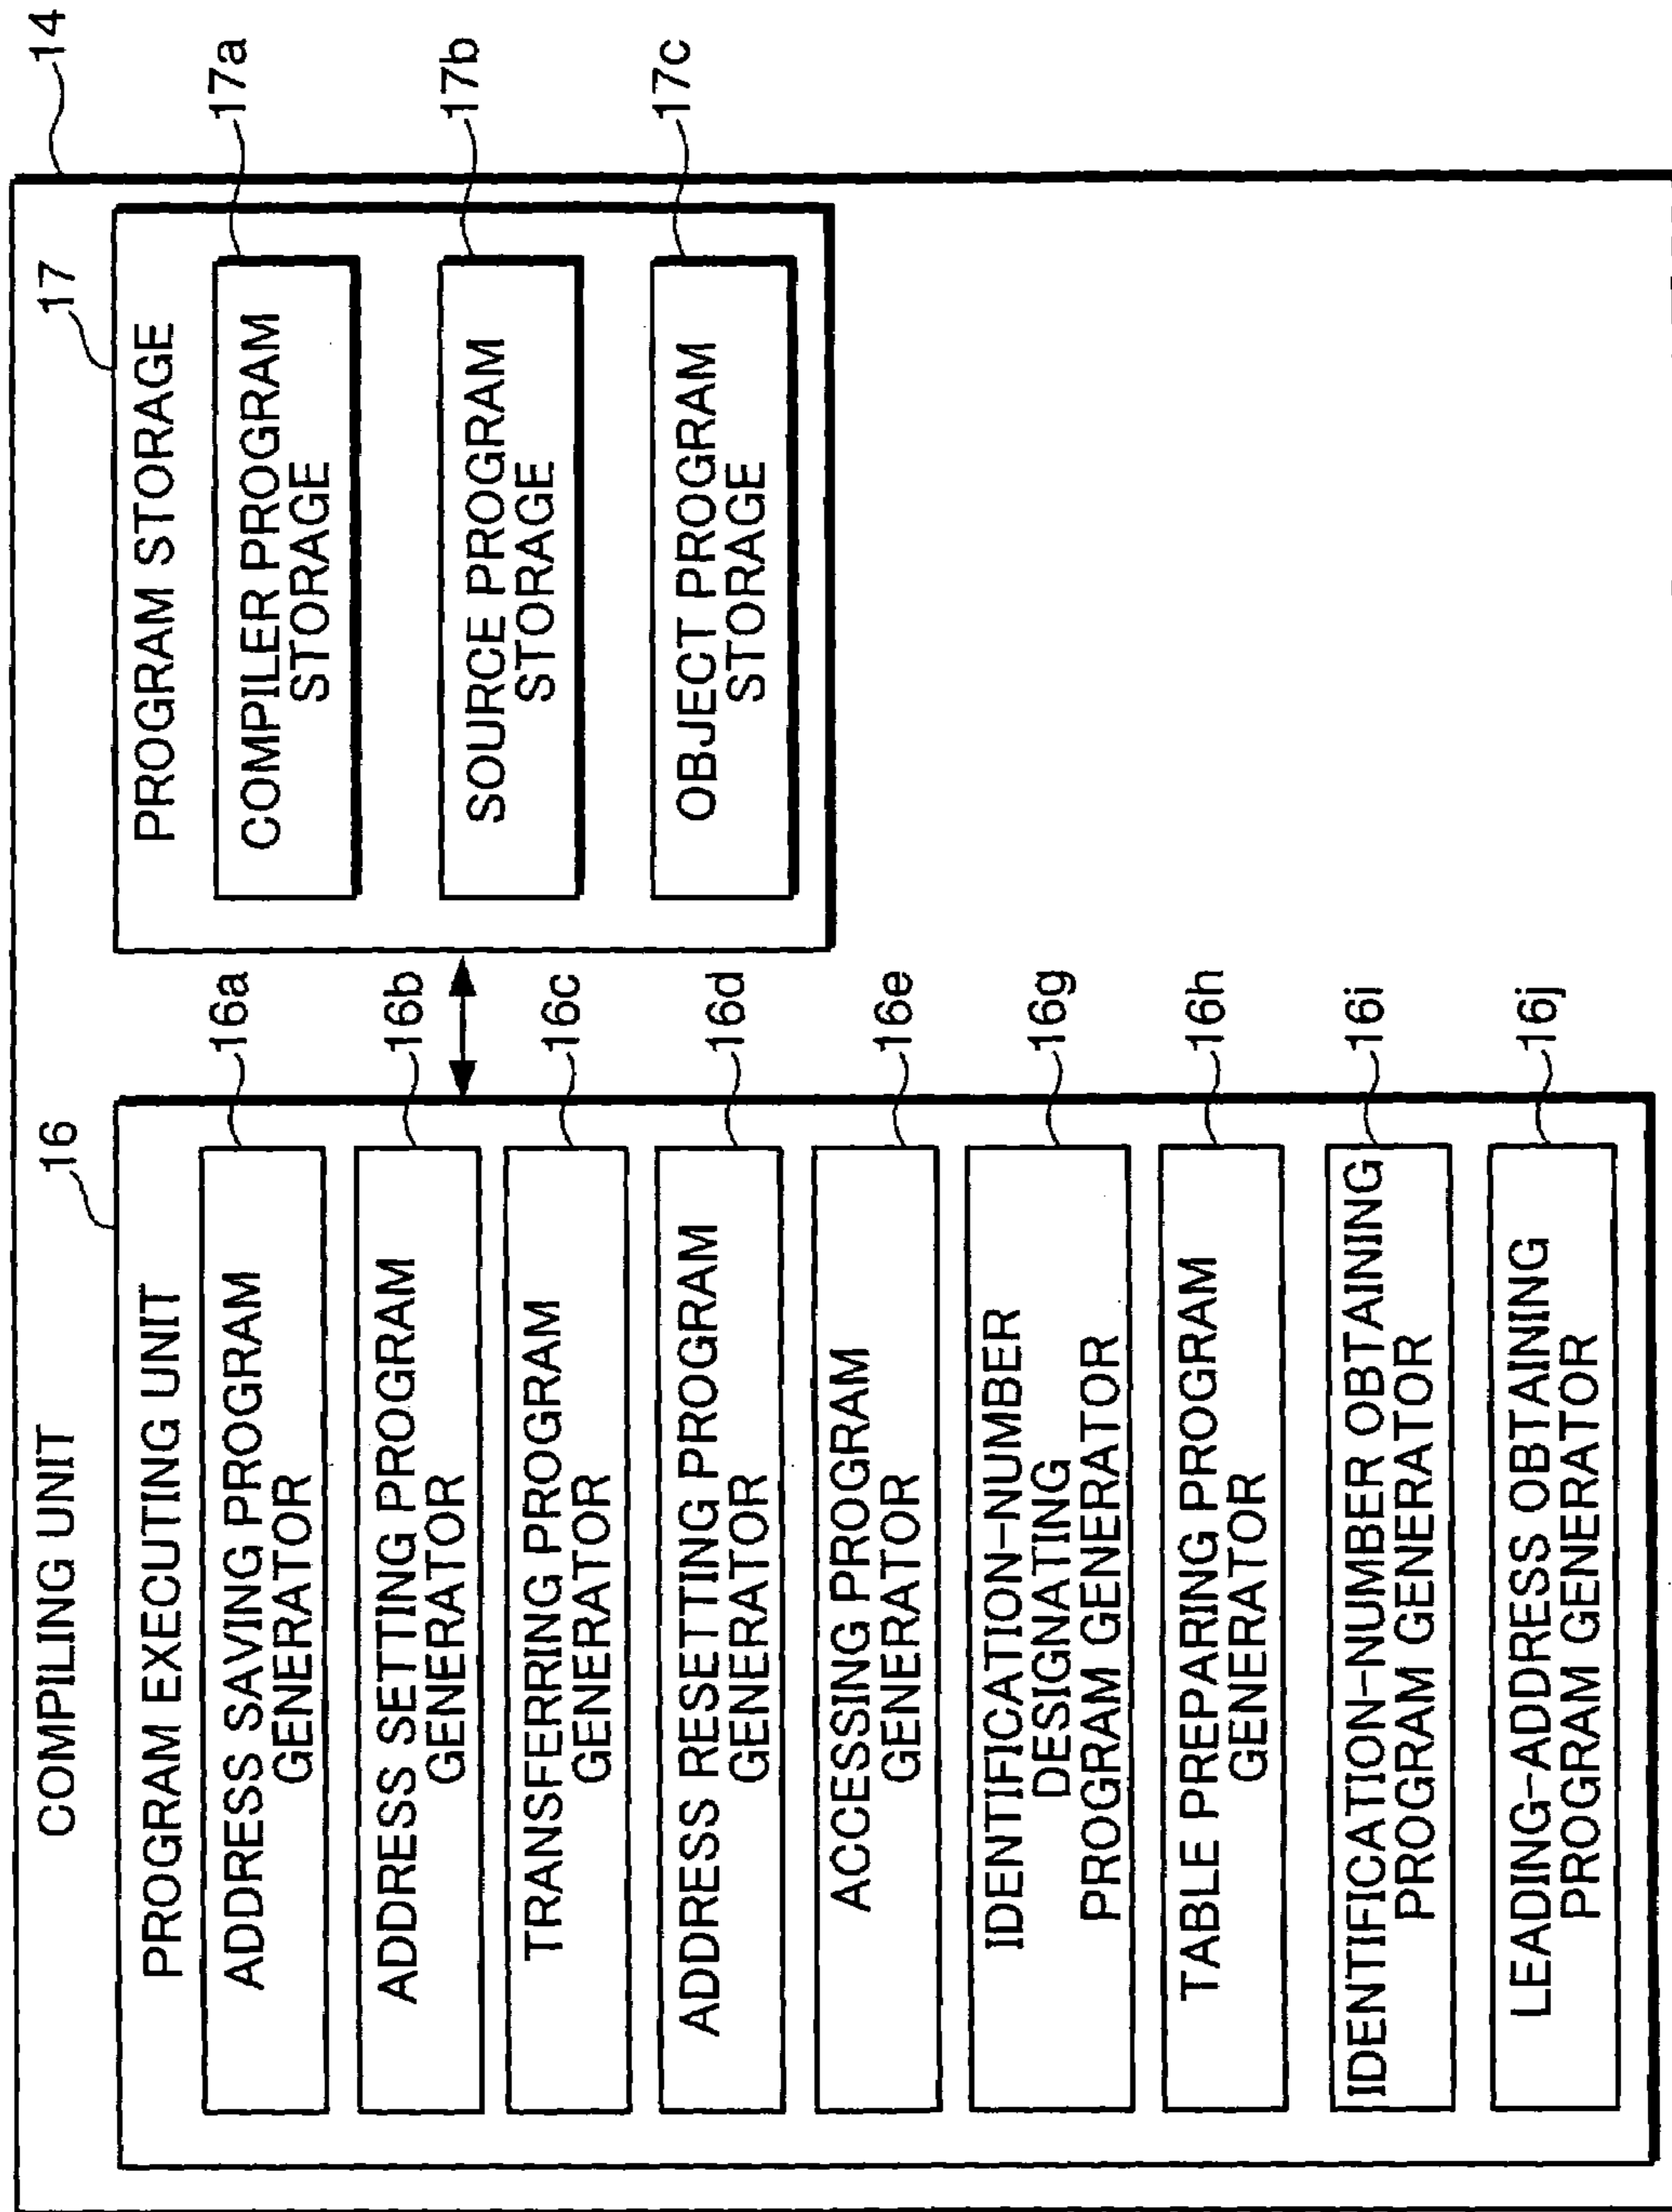 14
COMPILING UNIT
16
PROGRAM EXECUTING UNIT
ADDRESS SAVING PROGRAM
GENERATOR
16a
ADDRESS SETTING PROGRAM
GENERATOR
16b
TRANSFERRING PROGRAM
GENERATOR
16c
ADDRESS RESETTING PROGRAM
GENERATOR
16d
ACCESSING PROGRAM
GENERATOR
16e
IDENTIFICATION-NUMBER
DESIGNATING
PROGRAM GENERATOR
16g
TABLE PREPARING PROGRAM
GENERATOR
16h
IDENTIFICATION-NUMBER OBTAINING
PROGRAM GENERATOR
16i
LEADING-ADDRESS OBTAINING
PROGRAM GENERATOR
16j
17
PROGRAM STORAGE
COMPILER PROGRAM
STORAGE
17a
SOURCE PROGRAM
STORAGE
17b
OBJECT PROGRAM
STORAGE
17c